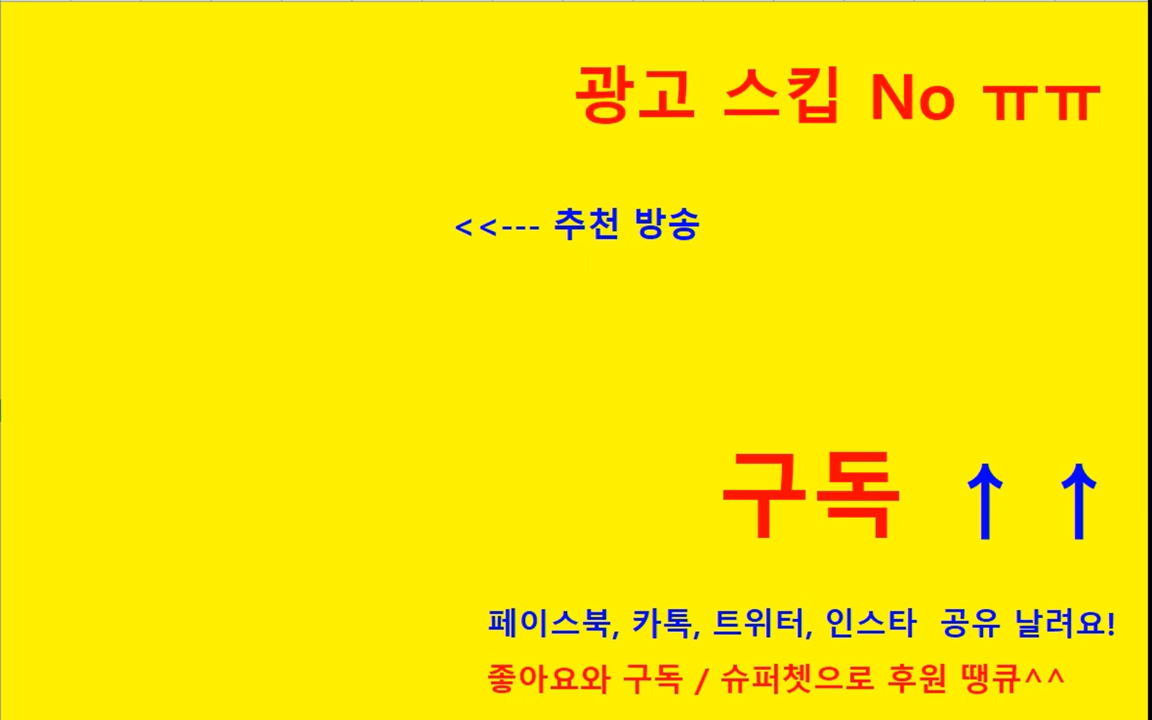 광고 스킵 No ㅠㅠ
<<--- 추천 방송
구독 ↑ ↑
페이스북, 카톡, 트위터, 인스타 공유 날려요!
좋아요와 구독 / 슈퍼쳇으로 후원 땡큐^^